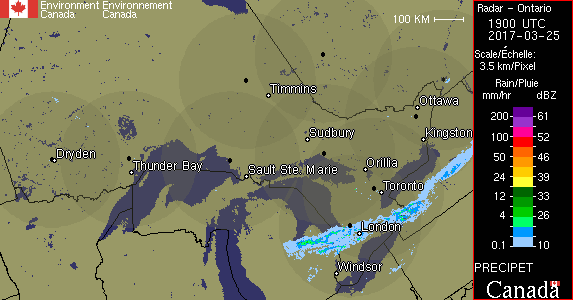 Environment Environnement
Canada Canada
100 KM
Timmins
Ottawa
Sudbury
Kingston
Dryden
Thunder Bay
Sault Ste. Marie
Orillia
Toronto
London
Windsor
Radar - Ontario
1900 UTC
2017-03-25
Scale/Échelle:
3.5 km/Pixel
Rain/Pluie
mm/hr dBZ
200 61
100 52
50 46
24 39
12 33
4 26
0.1 10
PRECIPET
Canada